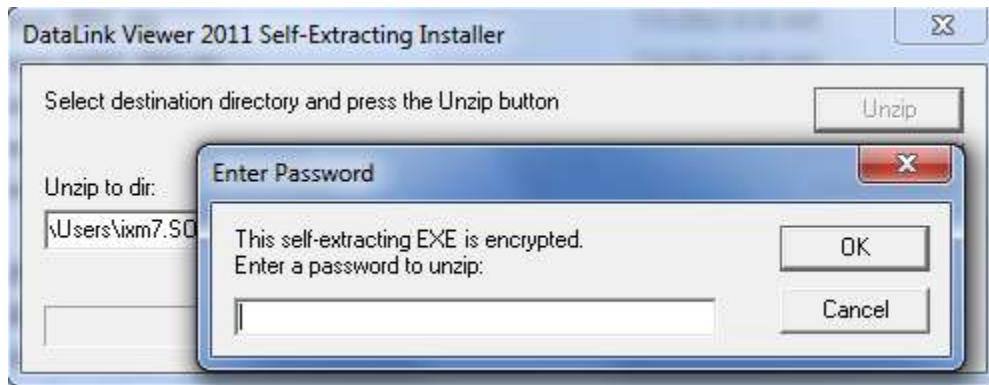 DataLink Viewer 2011 Self-Extracting Installer
Select destination directory and press the Unzip button
Unzip
Unzip to dir:
\Users\ixm7.SO
Enter Password
This self-extracting EXE is encrypted.
Enter a password to unzip:
OK
Cancel